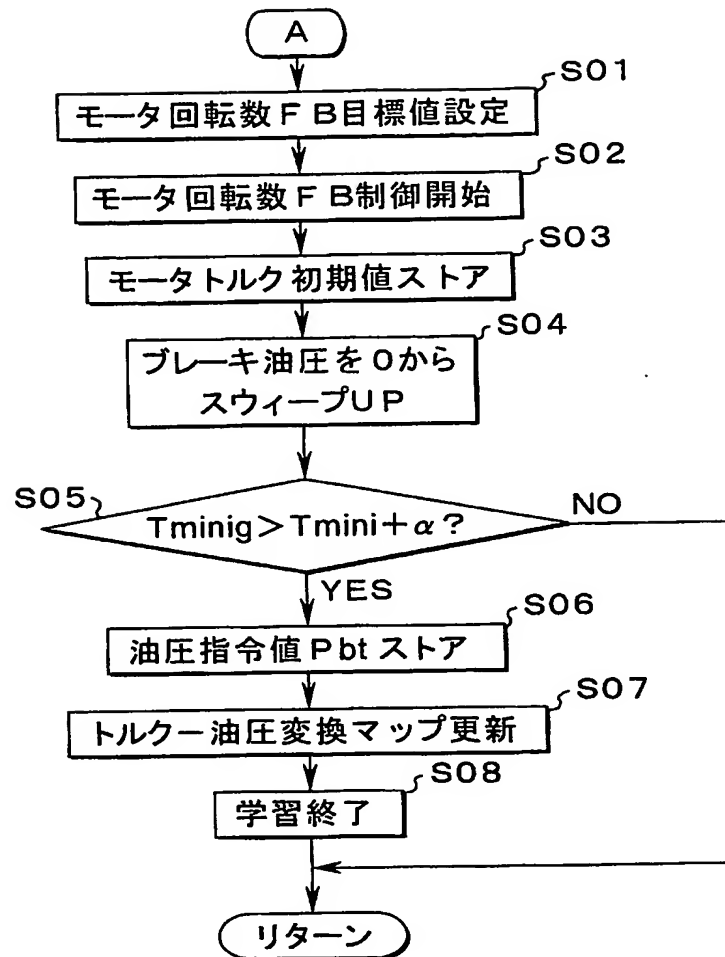 A
S01
モータ回転数FB目標値設定
S02
モータ回転数FB制御開始
S03
モータトルク初期値ストア
S04
ブレーキ油圧を0から
スウィープUP
S05
Tminig>Tmini+α?
NO
YES
S06
油圧指令値Pbtストア
S07
トルクー油圧変換マップ更新
S08
学習終了
リターン